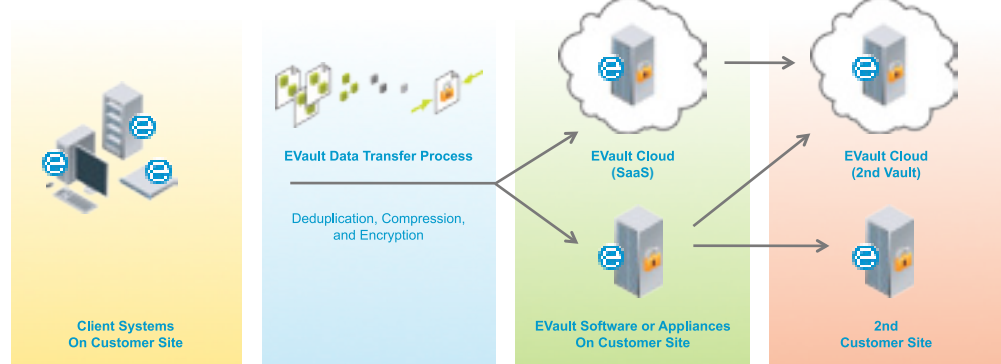 Client Systems
On Customer Site
EVault Data Transfer Process
Deduplication, Compression,
and Encryption
EVault Cloud
(SaaS)
EVault Software or Appliances
On Customer Site
EVault Cloud
(2nd Vault)
2nd
Customer Site